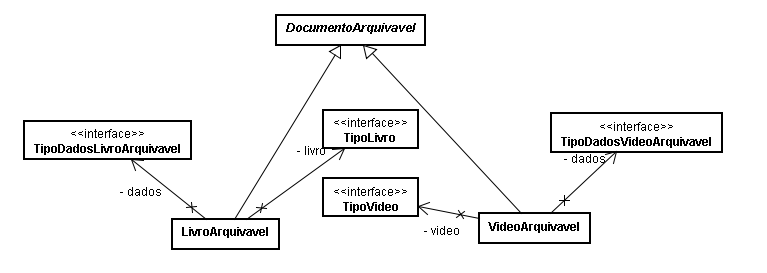 DocumentoArquivavel
<<interface>>
TipoDadosLivroArquivavel
<<interface>>
TipoLivro
<<interface>>
TipoDadosVideoArquivavel
- livro
- dados
<<interface>>
TipoVideo
- dados
- video
LivroArquivavel
VideoArquivavel